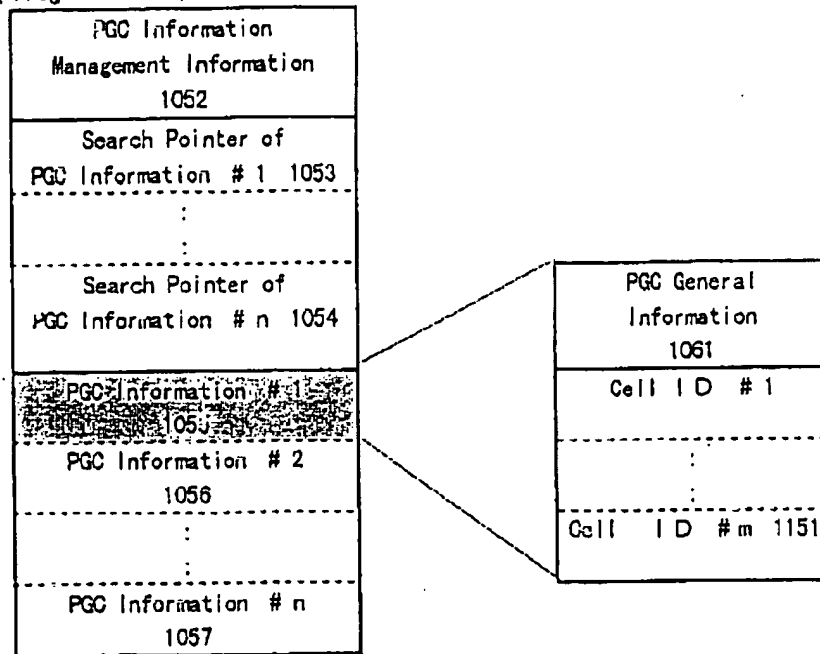 PGC Information
Management Information
1052
Search Pointer of
PGC Information # 1 1053
:
:
Search Pointer of
PGC Information # n 1054
PGC Information # 1
PGC Information # 2
1056
:
:
PGC Information # n
1057
PGC General
Information
1061
Cell ID # 1
:
:
Cell ID # m 1151